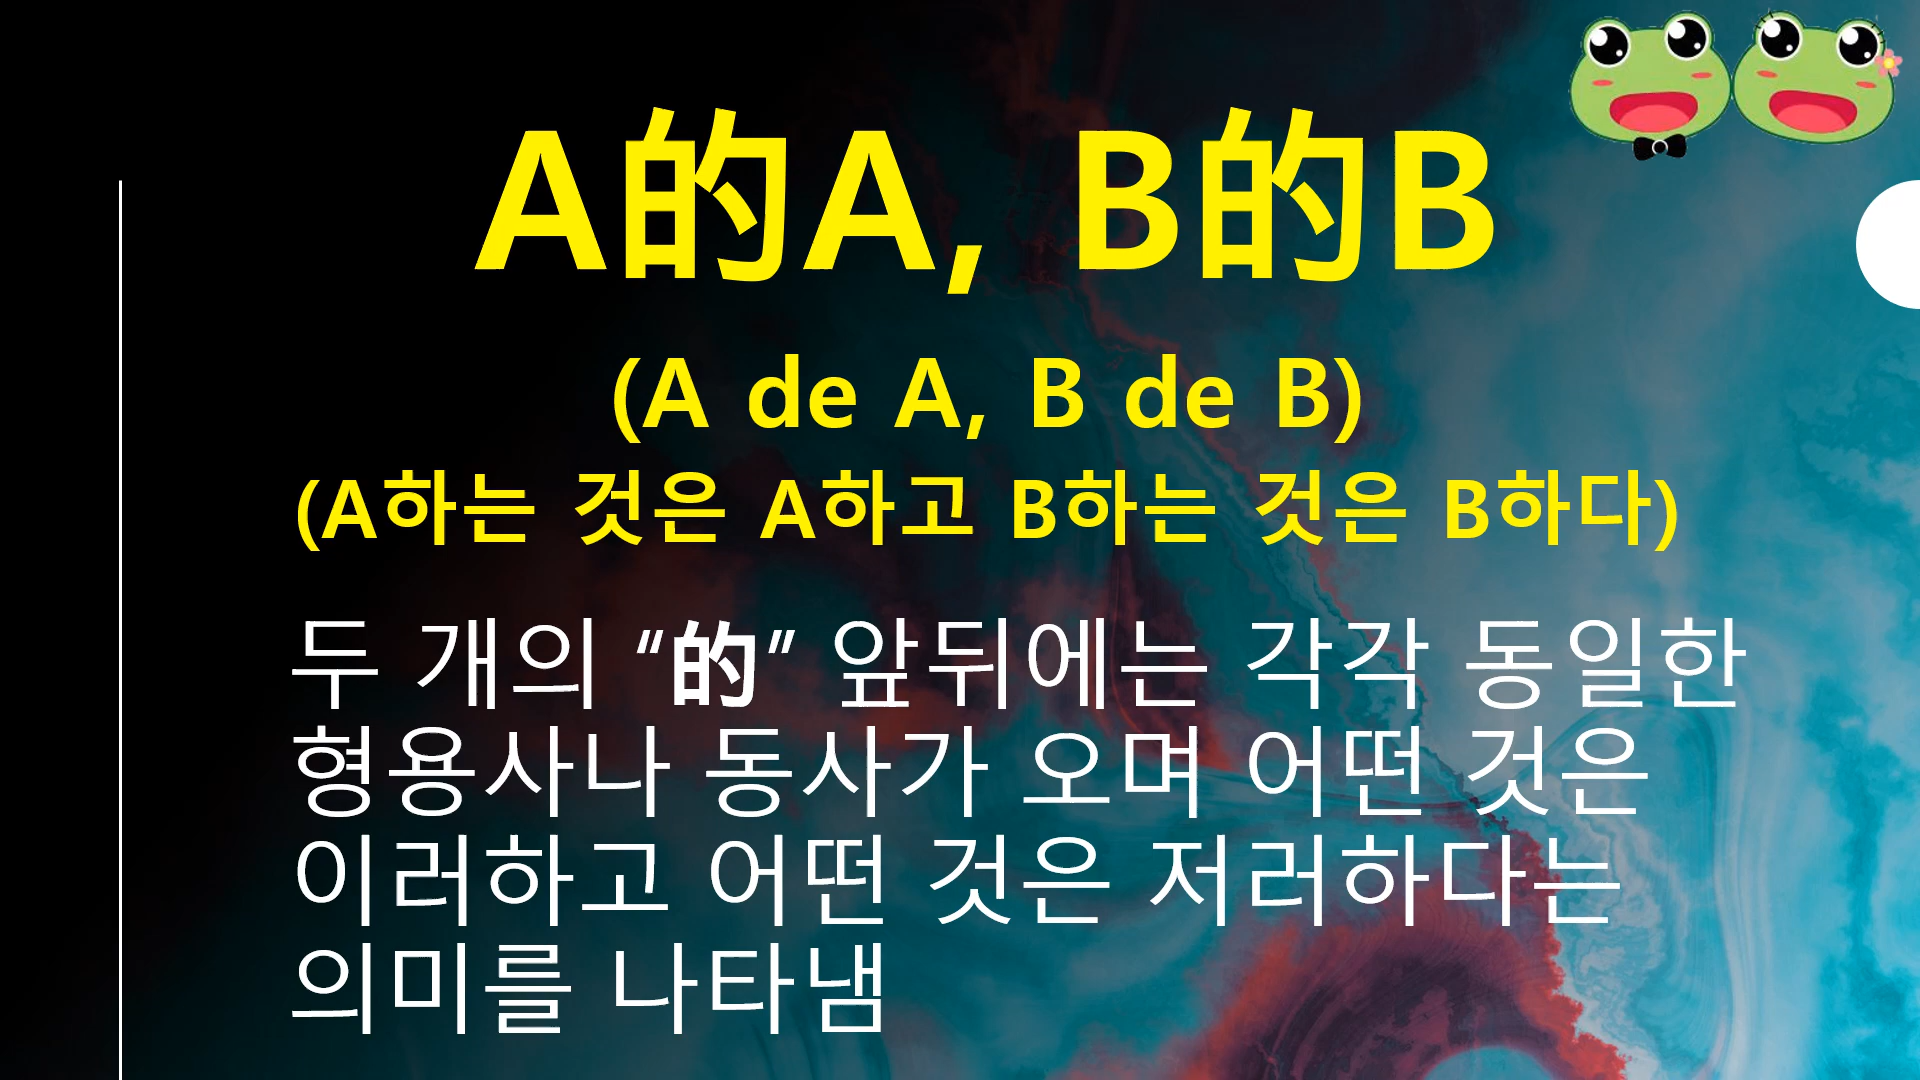 A的A, B的B
(A de A, B de B)
(A하는 것은 A하고 B하는 것은 B하다)
두 개의 “的” 앞뒤에는 각각 동일한
형용사나 동사가 오며 어떤 것은
이러하고 어떤 것은 저러하다는
의미를 나타냄